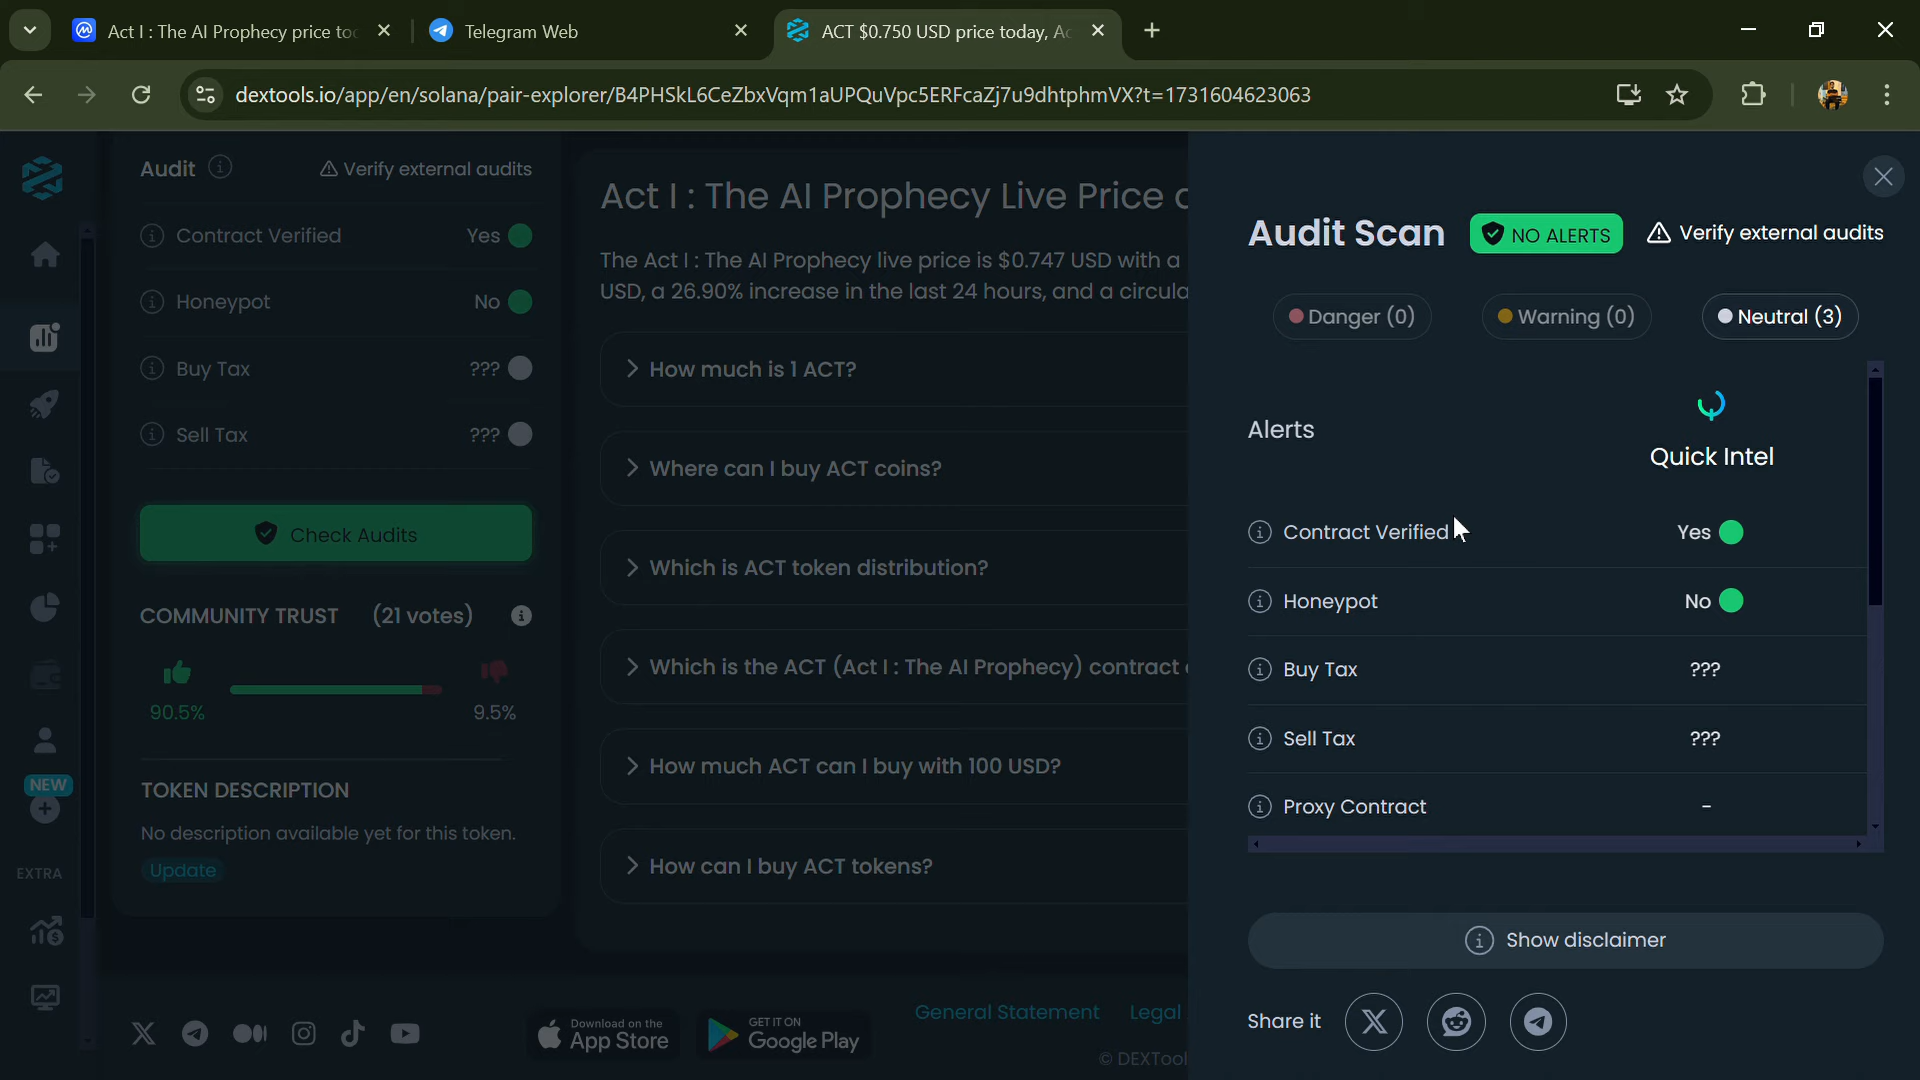 Act I : The AI Prophecy price to
Telegram Web
ACT $0.750 USD price today, Ac
dextools.io/app/en/solana/pair-explorer/B4PHSkL6CeZbxVqm1aUPQuVpc5ERFcaZj7u9dhtphmVX?t=1731604623063
NEW
EXTRA
Audit
Verify external audits
Contract Verified Yes
Honeypot No
Buy Tax ???
Sell Tax ???
Check Audits
COMMUNITY TRUST (21 votes)
90.5% 9.5%
TOKEN DESCRIPTION
No description available yet for this token.
Update
Act I : The AI Prophecy Live Price
The Act I : The AI Prophecy live price is $0.747 USD with a
USD, a 26.90% increase in the last 24 hours, and a circula
How much is 1 ACT?
Where can I buy ACT coins?
Which is ACT token distribution?
Which is the ACT (Act I : The AI Prophecy) contract
How much ACT can I buy with 100 USD?
How can I buy ACT tokens?
Download on the
App Store
GET IT ON
Google Play
General Statement Legal
© DEXTool
Audit Scan NO ALERTS Verify external audits
Danger (0) Warning (0) Neutral (3)
Alerts
Quick Intel
Contract Verified Yes
Honeypot No
Buy Tax ???
Sell Tax ???
Proxy Contract -
Show disclaimer
Share it